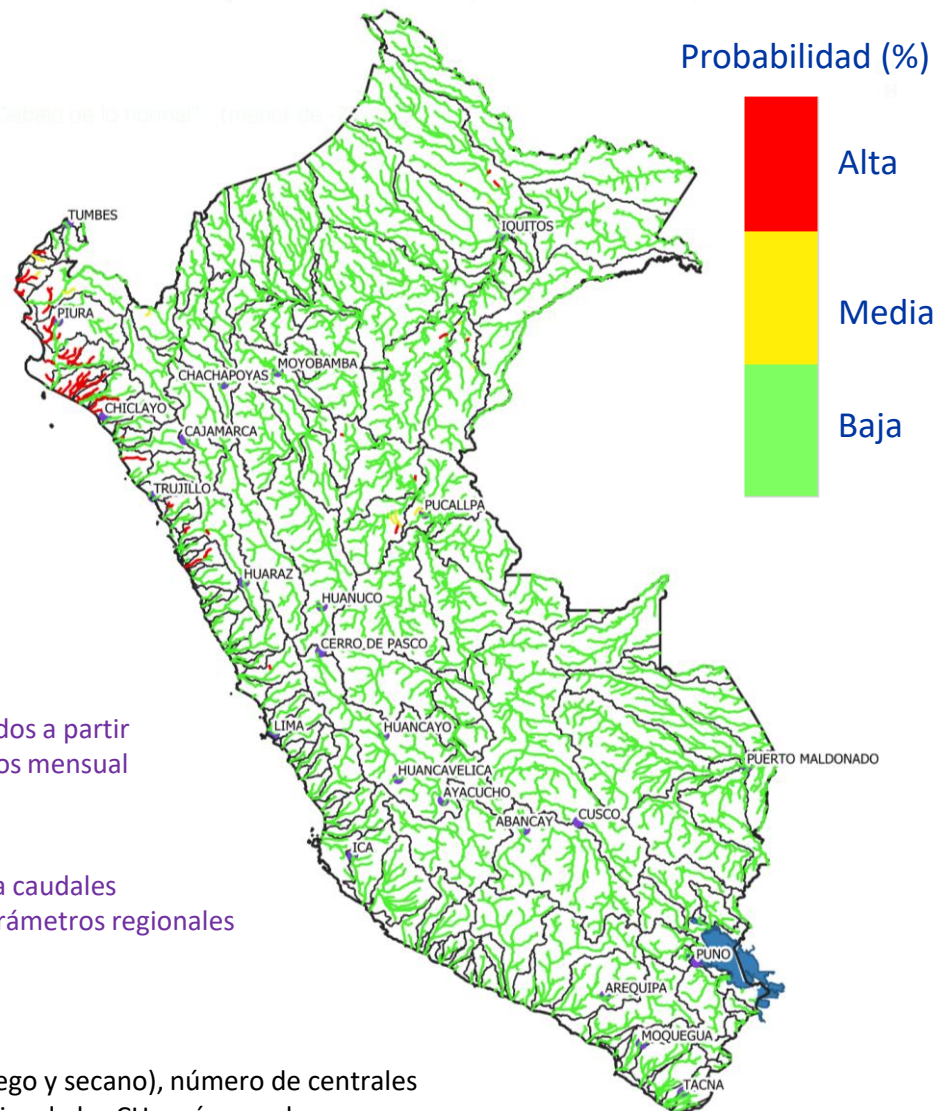 Probabilidad (%)
Alta
Media
Baja
TUMBES
IQUITOS
PIURA
MOYOBAMBA
CHACHAPOYAS
CHICLAYO
CAJAMARCA
TRUJILLO
PUCALLPA
HUARAZ
HUANUCO
CERRO DE PASCO
LIMA
HUANCAYO
PUERTO MALDONADO
HUANCAVELICA
AYACUCHO
ABANCAY
CUSCO
ICA
PUNO
AREQUIPA
MOQUEGUA
TACNA
dos a partir
os mensual
a caudales
rámetros regionales
ego y secano), número de centrales